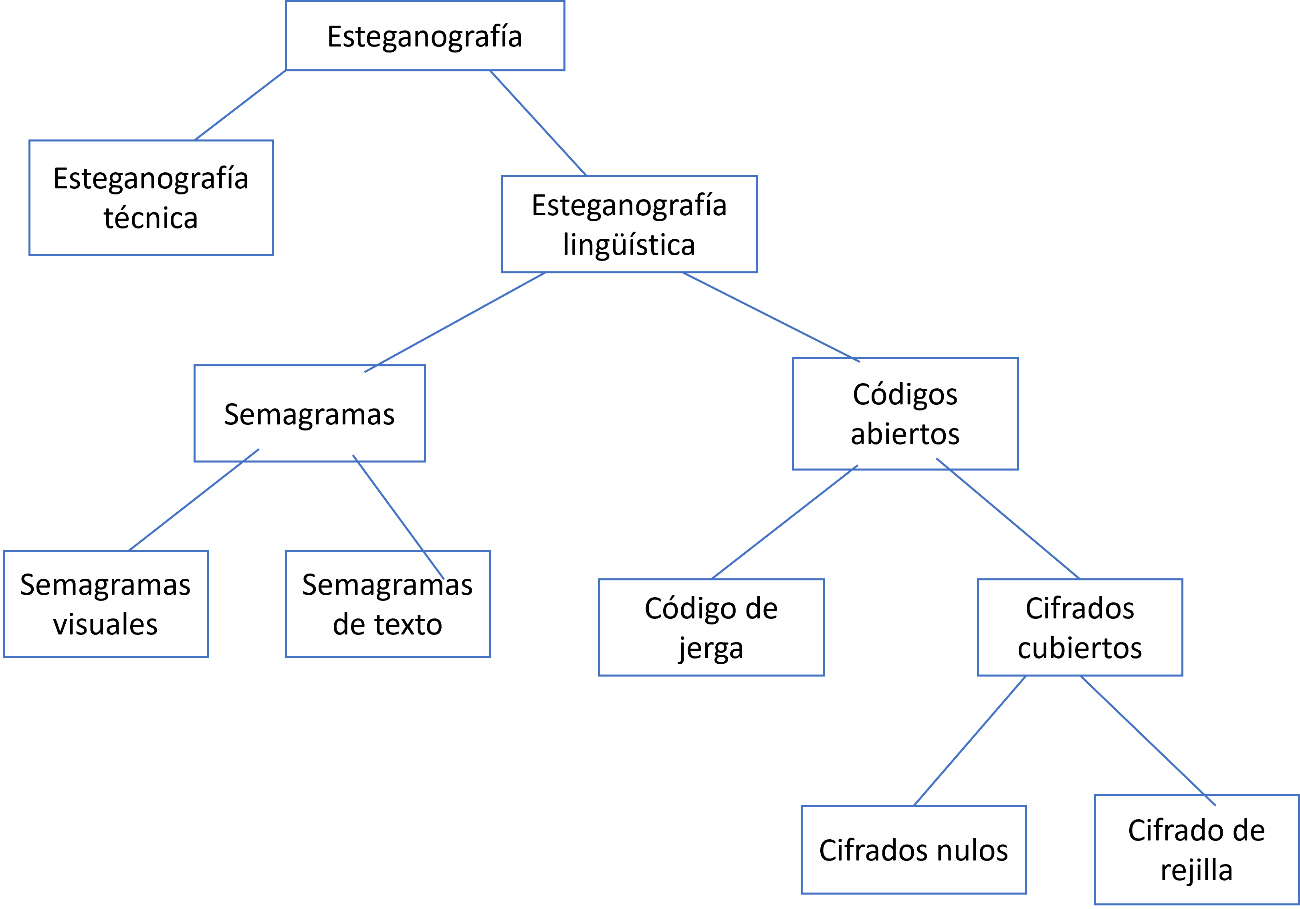 Esteganografía
Esteganografía
técnica
Esteganografía
lingüística
Semagramas
Códigos
abiertos
Semagramas
visuales
Semagramas
de texto
Código de
jerga
Cifrados
cubiertos
Cifrados nulos
Cifrado de
rejilla